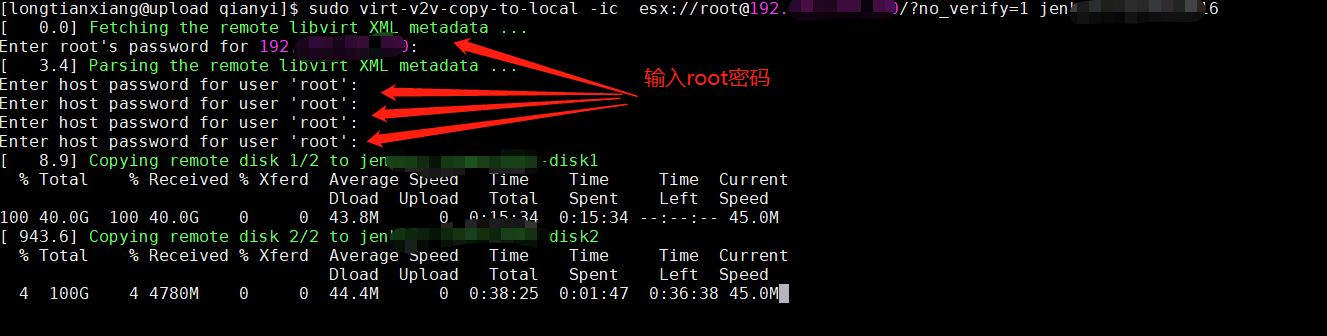 [longtianxiang@upload qianyi]$ sudo virt-v2v-copy-to-local -ic  esx://root@192. /?no_verify=1 jen 16
[   0.0] Fetching the remote libvirt XML metadata ...
Enter root's password for 192. 0:
[   3.4] Parsing the remote libvirt XML metadata ...
输入root密码
Enter host password for user 'root':
Enter host password for user 'root':
Enter host password for user 'root':
Enter host password for user 'root':
[   8.9] Copying remote disk 1/2 to jen -disk1
  % Total    % Received % Xferd  Average Speed   Time    Time     Time  Current
                                 Dload  Upload   Total   Spent    Left  Speed
100 40.0G  100 40.0G    0     0  43.8M      0  0:15:34  0:15:34 --:--:-- 45.0M
[ 943.6] Copying remote disk 2/2 to jen disk2
  % Total    % Received % Xferd  Average Speed   Time    Time     Time  Current
                                 Dload  Upload   Total   Spent    Left  Speed
  4  100G    4 4780M    0     0  44.4M      0  0:38:25  0:01:47  0:36:38 45.0M